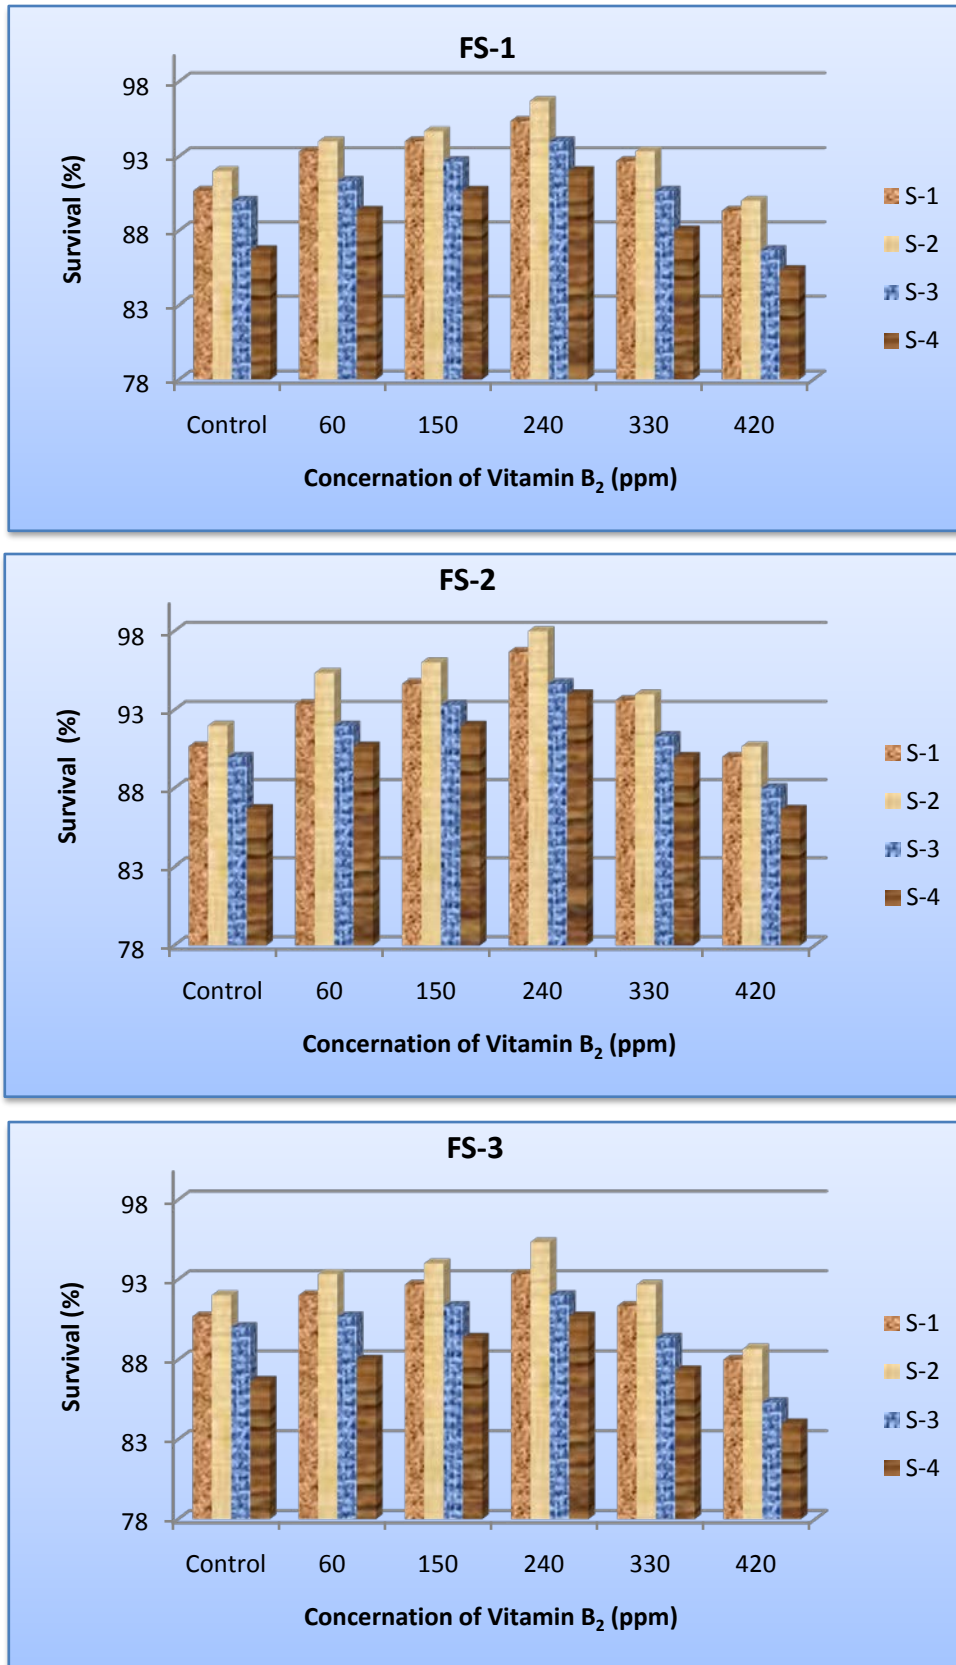 FS-1
98
93
88
83
78
Survival (%)
Control 60 150 240 330 420
Concernation of Vitamin B₂ (ppm)
S-1
S-2
S-3
S-4
FS-2
98
93
88
83
78
Survival (%)
Control 60 150 240 330 420
Concernation of Vitamin B₂ (ppm)
S-1
S-2
S-3
S-4
FS-3
98
93
88
83
78
Survival (%)
Control 60 150 240 330 420
Concernation of Vitamin B₂ (ppm)
S-1
S-2
S-3
S-4